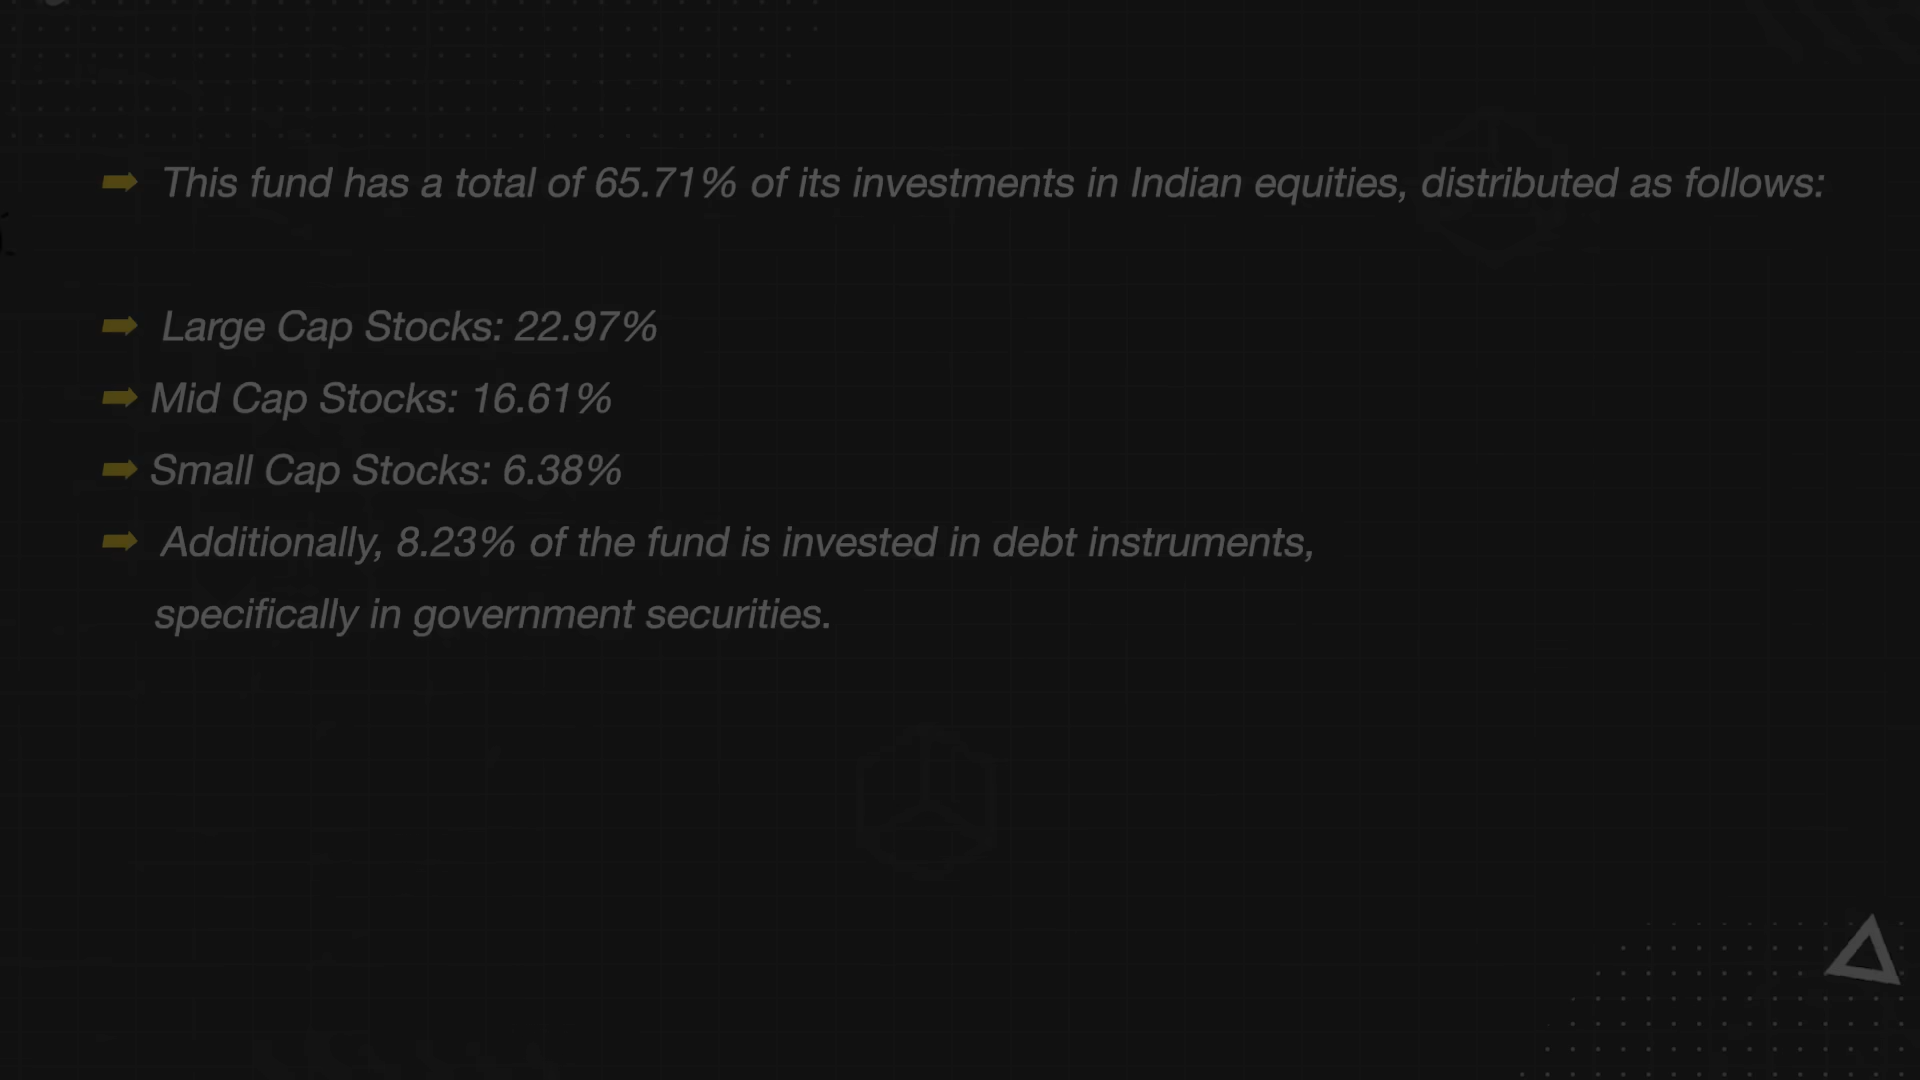 This fund has a total of 65.71% of its investments in Indian equities, distributed as follows:
Large Cap Stocks: 22.97%
Mid Cap Stocks: 16.61%
Small Cap Stocks: 6.38%
Additionally, 8.23% of the fund is invested in debt instruments,
specifically in government securities.